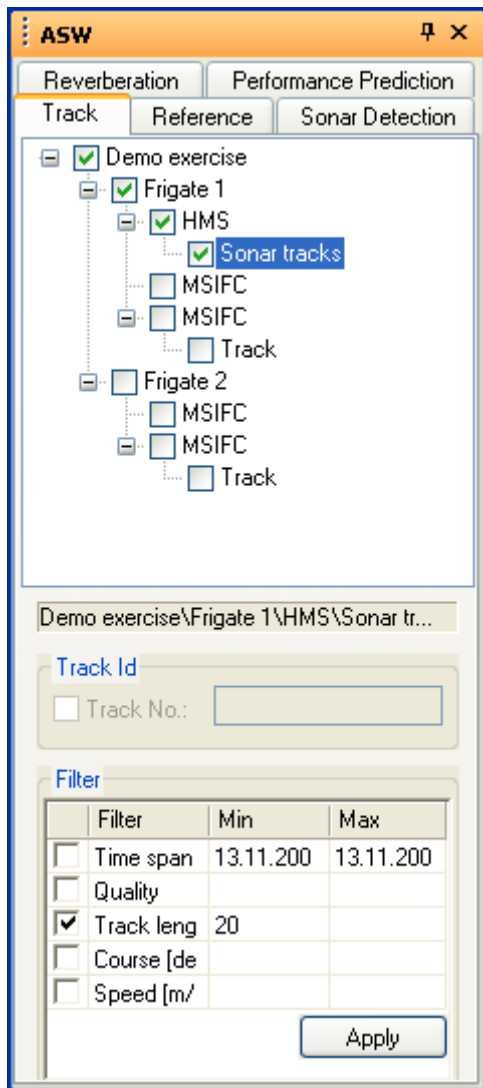 ASW
Reverberation Performance Prediction
Track Reference Sonar Detection
Demo exercise
Frigate 1
HMS
Sonar tracks
MSIFC
MSIFC
Track
Frigate 2
MSIFC
MSIFC
Track
Demo exercise\Frigate 1\HMS\Sonar tr...
Track Id
Track No.:
Filter
Filter Min Max
Time span 13.11.200 13.11.200
Quality
Track leng 20
Course [de
Speed [m/
Apply